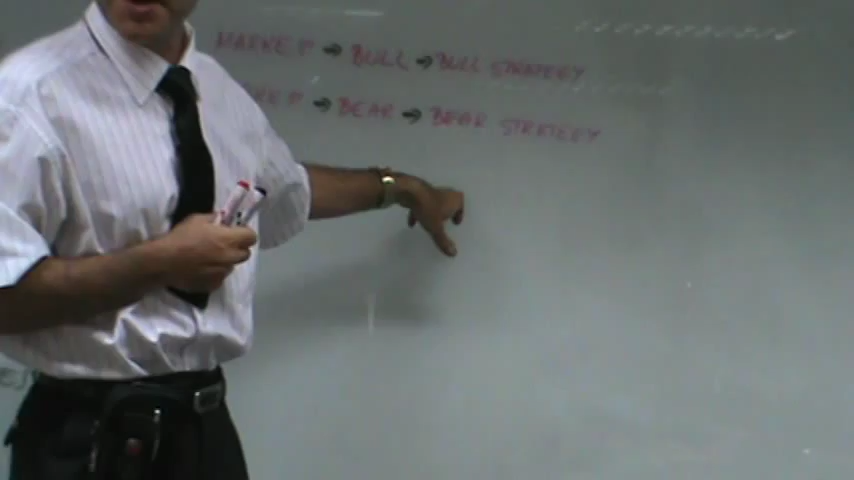 MARKET → BULL → BULL STRATEGY
→ BEAR → BEAR STRATEGY